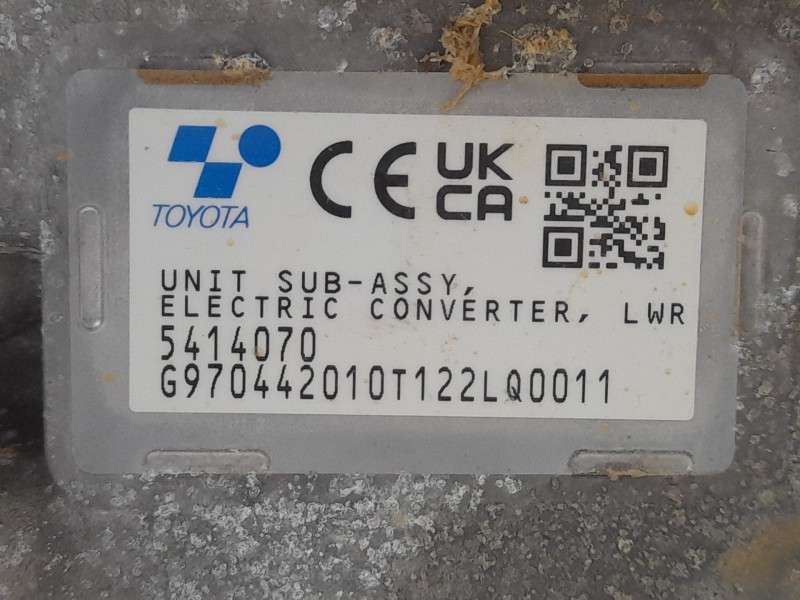 TOYOTA
CE
UK
CA
UNIT SUB-ASSY,
ELECTRIC CONVERTER, LWR
5414070
G970442010T122LQ0011